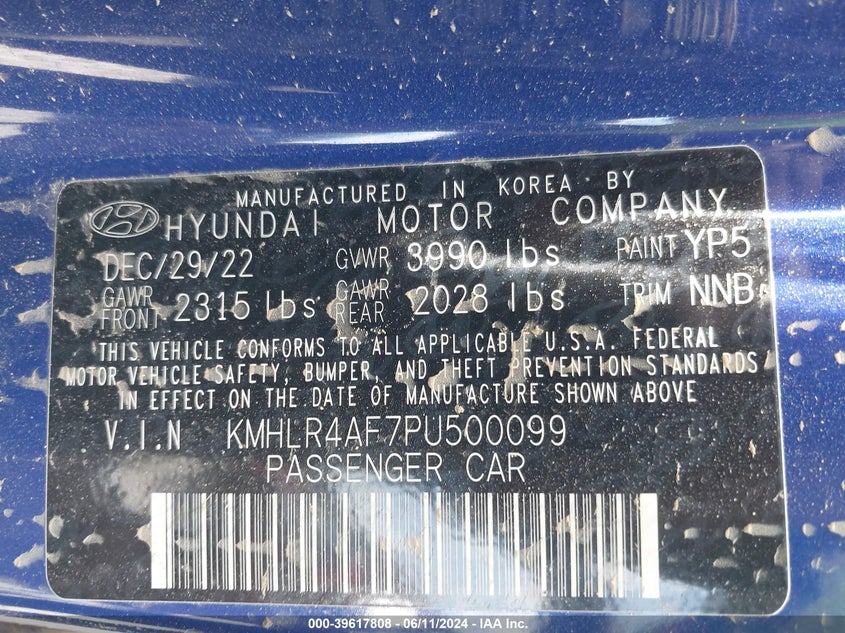 MANUFACTURED IN KOREA BY
HYUNDAI MOTOR COMPANY
DEC/29/22 GVWR 3990 lbs PAINT YP5
GAWR FRONT 2315 lbs GAWR REAR 2028 lbs TRIM NNB
THIS VEHICLE CONFORMS TO ALL APPLICABLE U.S.A. FEDERAL
MOTOR VEHICLE SAFETY, BUMPER, AND THEFT PREVENTION STANDARDS
IN EFFECT ON THE DATE OF MANUFACTURE SHOWN ABOVE
V.I.N KMHLR4AF7PU500099
PASSENGER CAR
000-39617808 - 06/11/2024 - IAA Inc.